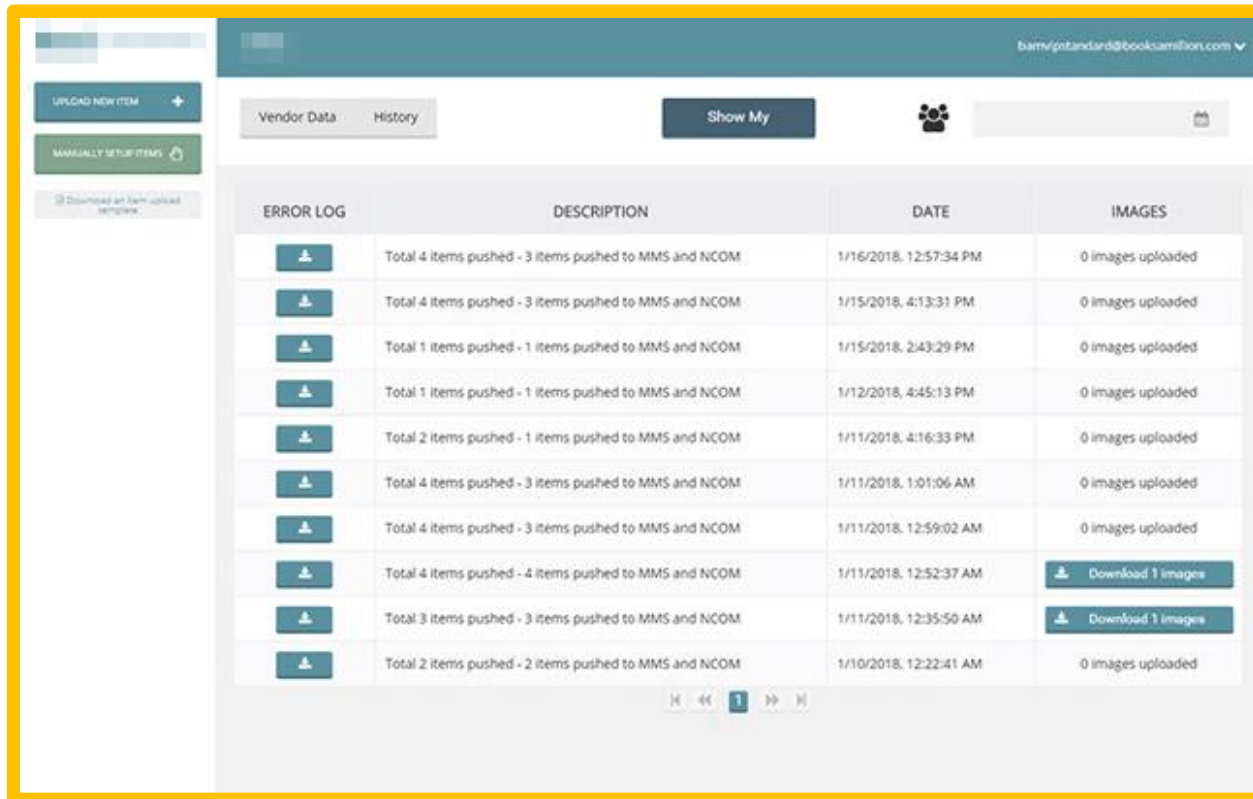 bamvipstandard@booksamillion.com
UPLOAD NEW ITEM
MANUALLY SETUP ITEMS
Download an item upload
template
Vendor Data History Show My
ERROR LOG DESCRIPTION DATE IMAGES
Total 4 items pushed - 3 items pushed to MMS and NCOM 1/16/2018, 12:57:34 PM 0 images uploaded
Total 4 items pushed - 3 items pushed to MMS and NCOM 1/15/2018, 4:13:31 PM 0 images uploaded
Total 1 items pushed - 1 items pushed to MMS and NCOM 1/15/2018, 2:43:29 PM 0 images uploaded
Total 1 items pushed - 1 items pushed to MMS and NCOM 1/12/2018, 4:45:13 PM 0 images uploaded
Total 2 items pushed - 1 items pushed to MMS and NCOM 1/11/2018, 4:16:33 PM 0 images uploaded
Total 4 items pushed - 3 items pushed to MMS and NCOM 1/11/2018, 1:01:06 AM 0 images uploaded
Total 4 items pushed - 3 items pushed to MMS and NCOM 1/11/2018, 12:59:02 AM 0 images uploaded
Total 4 items pushed - 4 items pushed to MMS and NCOM 1/11/2018, 12:52:37 AM Download 1 images
Total 3 items pushed - 3 items pushed to MMS and NCOM 1/11/2018, 12:35:50 AM Download 1 images
Total 2 items pushed - 2 items pushed to MMS and NCOM 1/10/2018, 12:22:41 AM 0 images uploaded
1